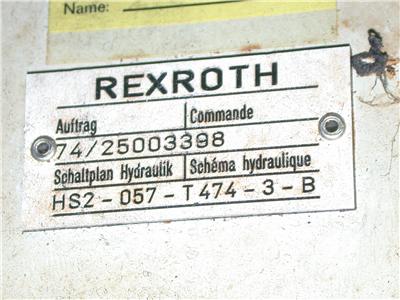 Name:
REXROTH
Auftrag Commande
74/25003398
Schaltplan Hydraulik Schéma hydraulique
HS2-057-T474-3-B